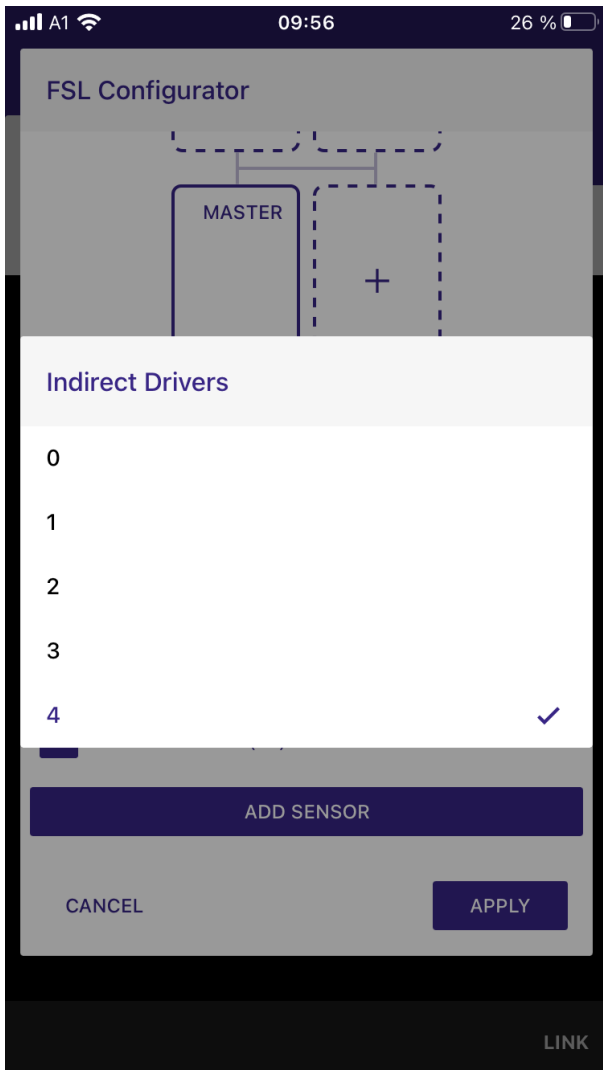 A1 09:56 26 %
FSL Configurator
MASTER
+
Indirect Drivers
0
1
2
3
4
ADD SENSOR
CANCEL APPLY
LINK